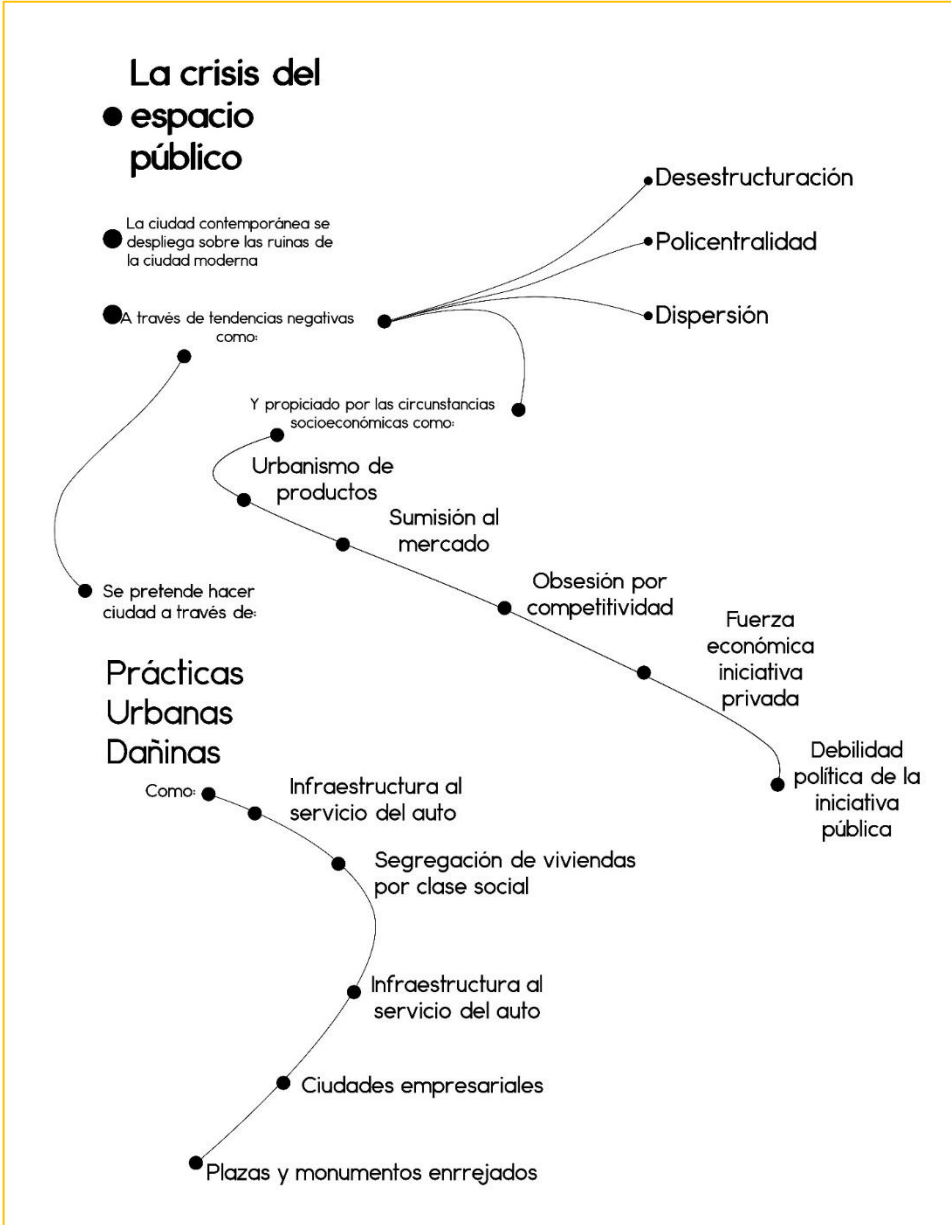 La crisis del
espacio
público
La ciudad contemporánea se
despliega sobre las ruinas de
la ciudad moderna
A través de tendencias negativas
como:
Desestructuración
Policentralidad
Dispersión
Y propiciado por las circunstancias
socioeconómicas como:
Urbanismo de
productos
Sumisión al
mercado
Obsesión por
competitividad
Fuerza
económica
iniciativa
privada
Debilidad
política de la
iniciativa
pública
Se pretende hacer
ciudad a través de:
Prácticas
Urbanas
Dañinas
Como:
Infraestructura al
servicio del auto
Segregación de viviendas
por clase social
Infraestructura al
servicio del auto
Ciudades empresariales
Plazas y monumentos enrrejados